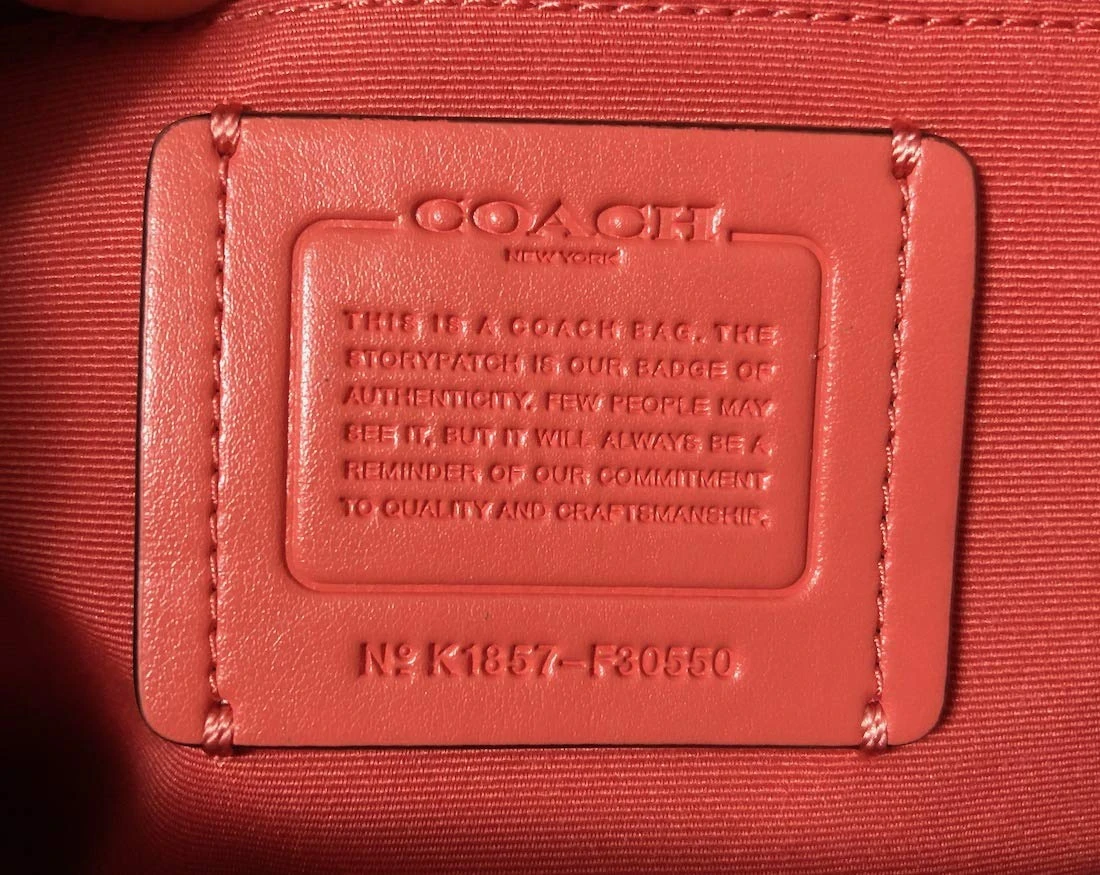 COACH
NEW YORK
THIS IS A COACH BAG. THE
STORYPATCH IS OUR BADGE OF
AUTHENTICITY. FEW PEOPLE MAY
SEE IT, BUT IT WILL ALWAYS BE A
REMINDER OF OUR COMMITMENT
TO QUALITY AND CRAFTSMANSHIP.
Nº K1857-F30550